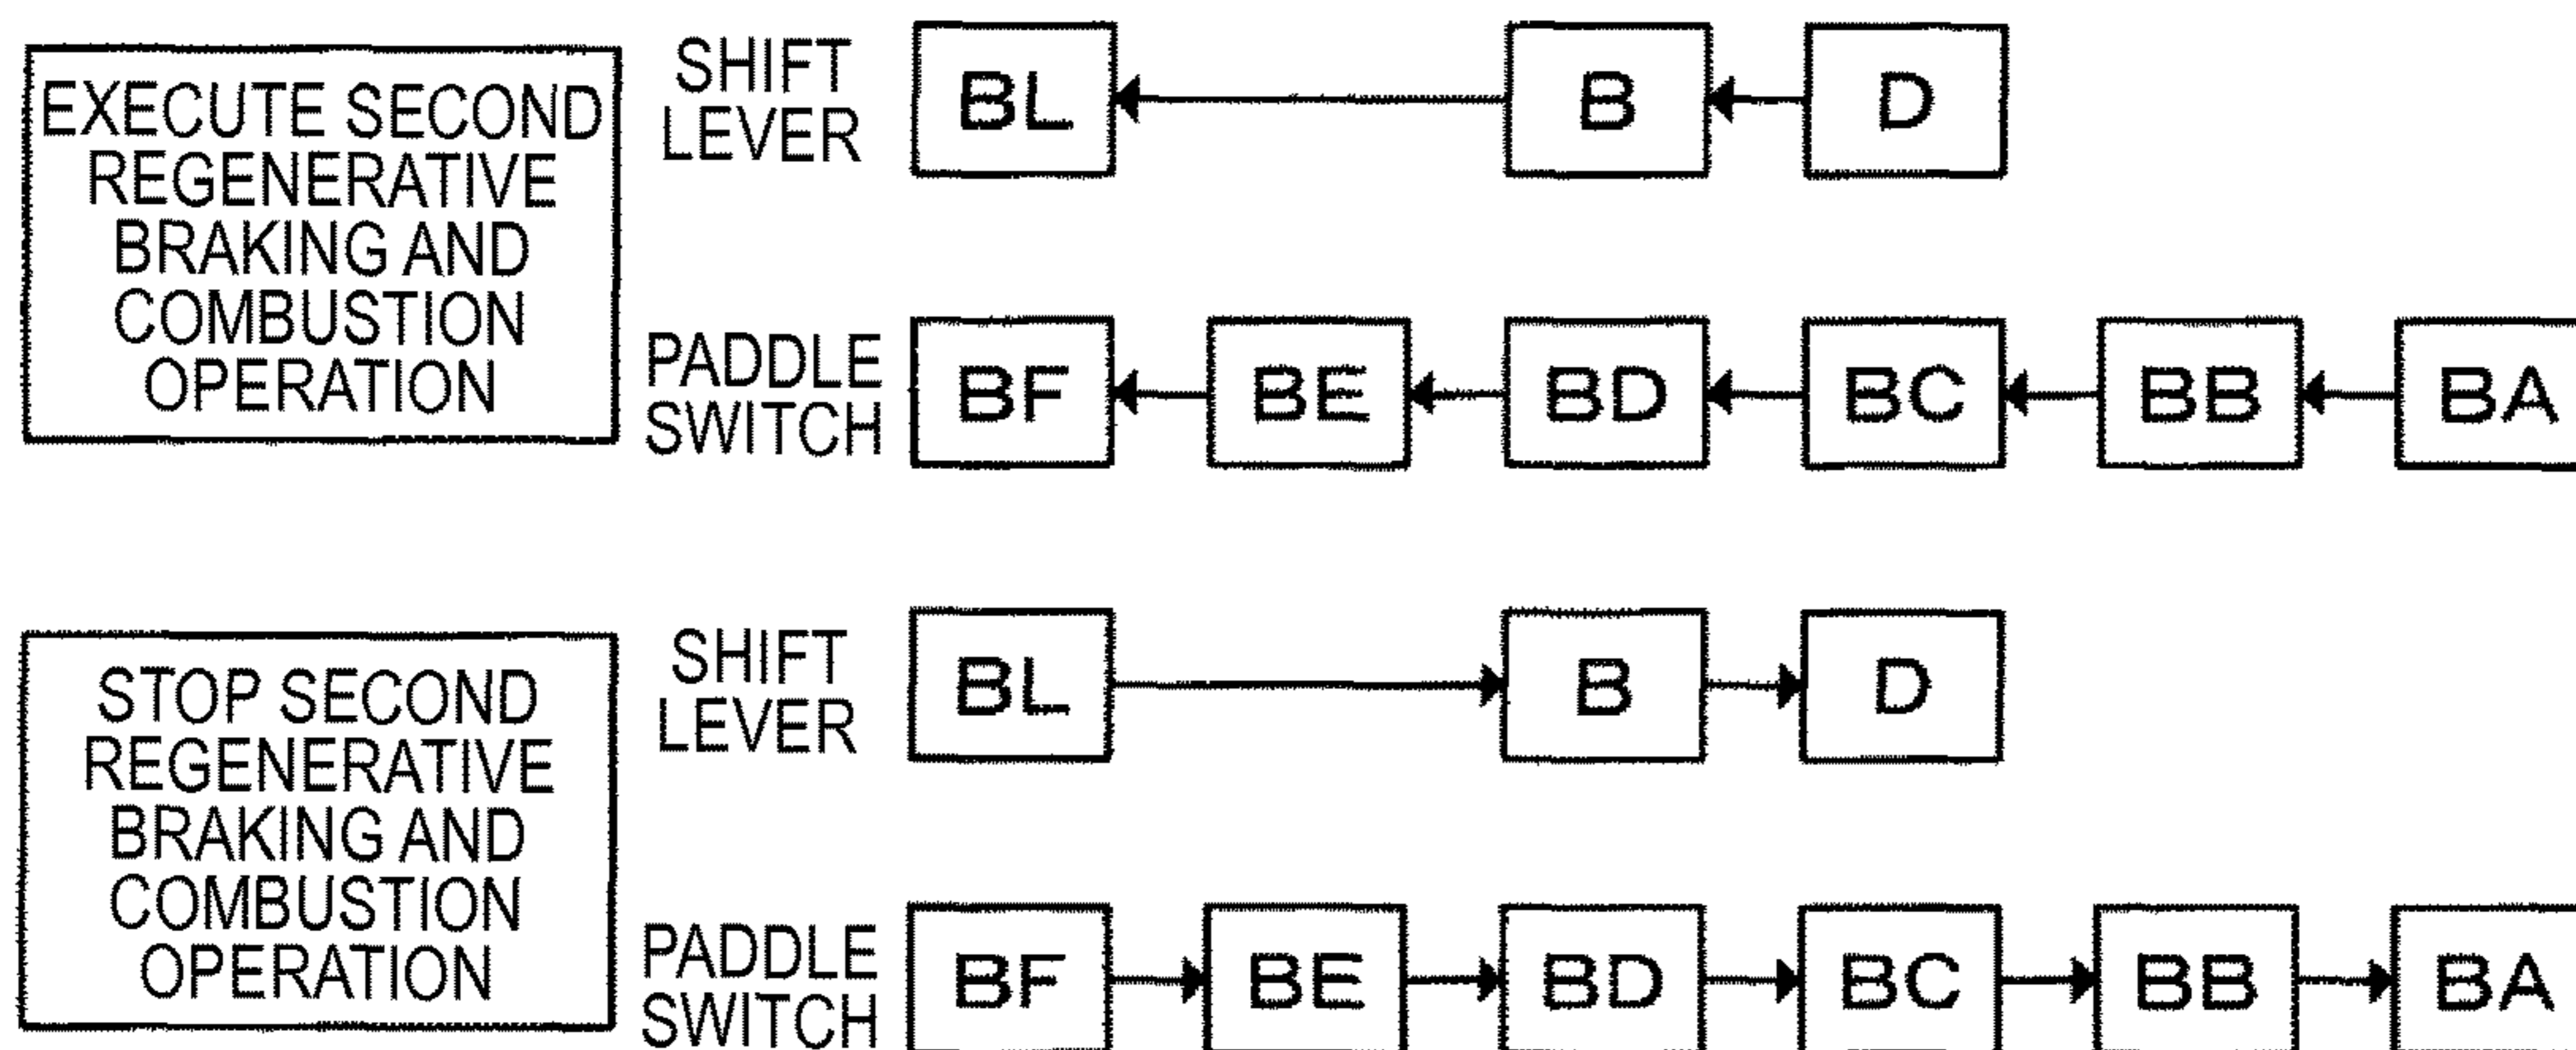 EXECUTE SECOND
REGENERATIVE
BRAKING AND
COMBUSTION
OPERATION
SHIFT
LEVER
BL
B
D
PADDLE
SWITCH
BF
BE
BD
BC
BB
BA
STOP SECOND
REGENERATIVE
BRAKING AND
COMBUSTION
OPERATION
SHIFT
LEVER
BL
B
D
PADDLE
SWITCH
BF
BE
BD
BC
BB
BA